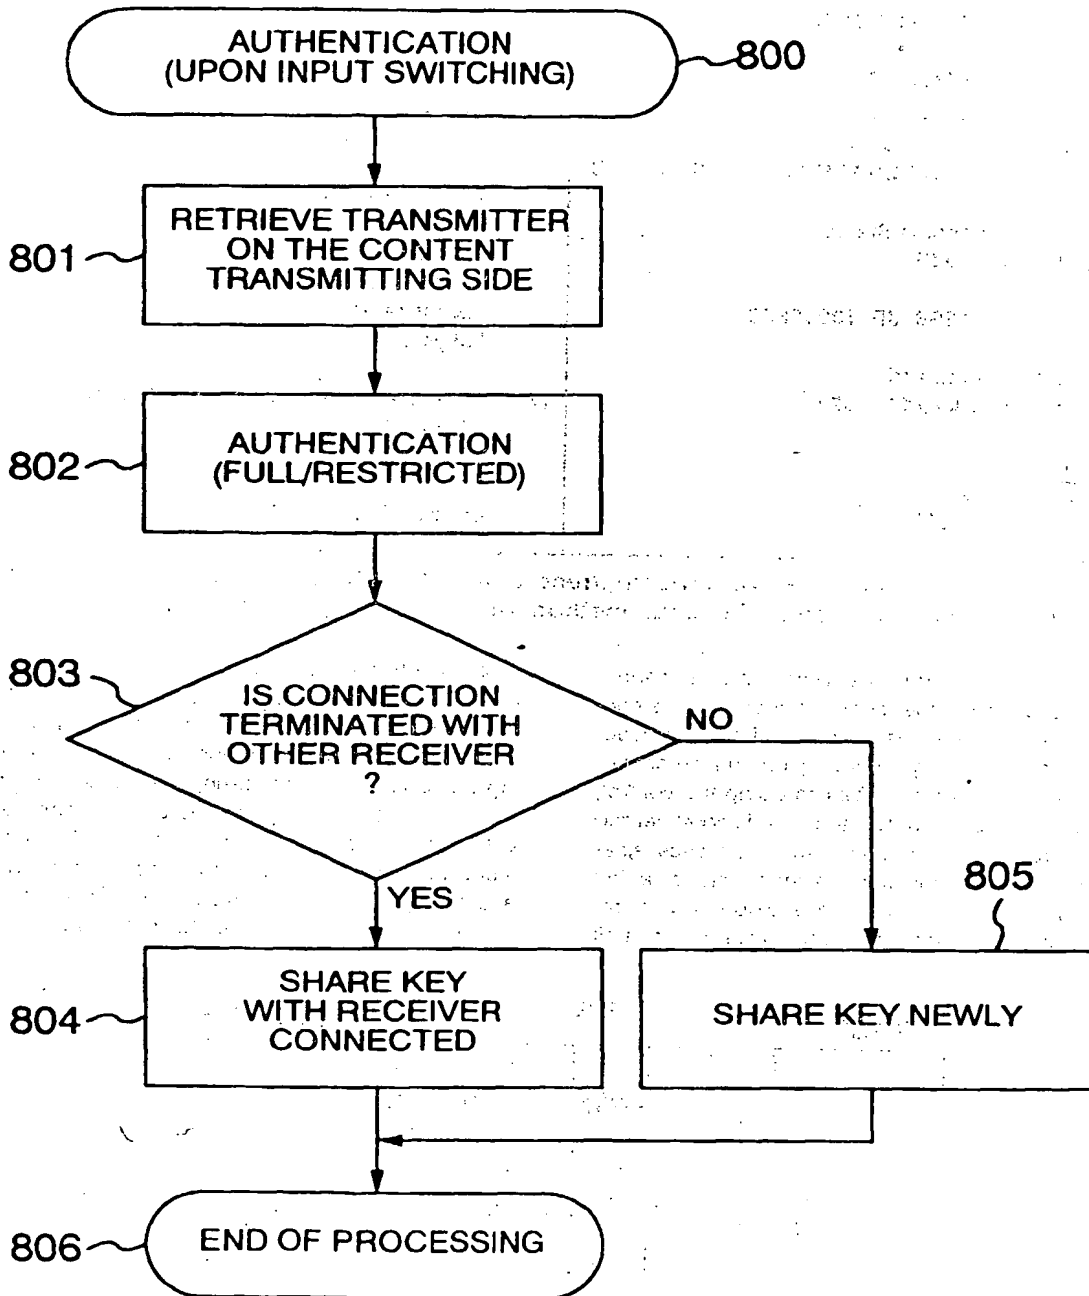 AUTHENTICATION
(UPON INPUT SWITCHING)
800
RETRIEVE TRANSMITTER
ON THE CONTENT
TRANSMITTING SIDE
801
AUTHENTICATION
(FULL/RESTRICTED)
802
803
IS CONNECTION
TERMINATED WITH
OTHER RECEIVER
?
NO
YES
805
SHARE KEY
WITH RECEIVER
CONNECTED
804
SHARE KEY NEWLY
END OF PROCESSING
806